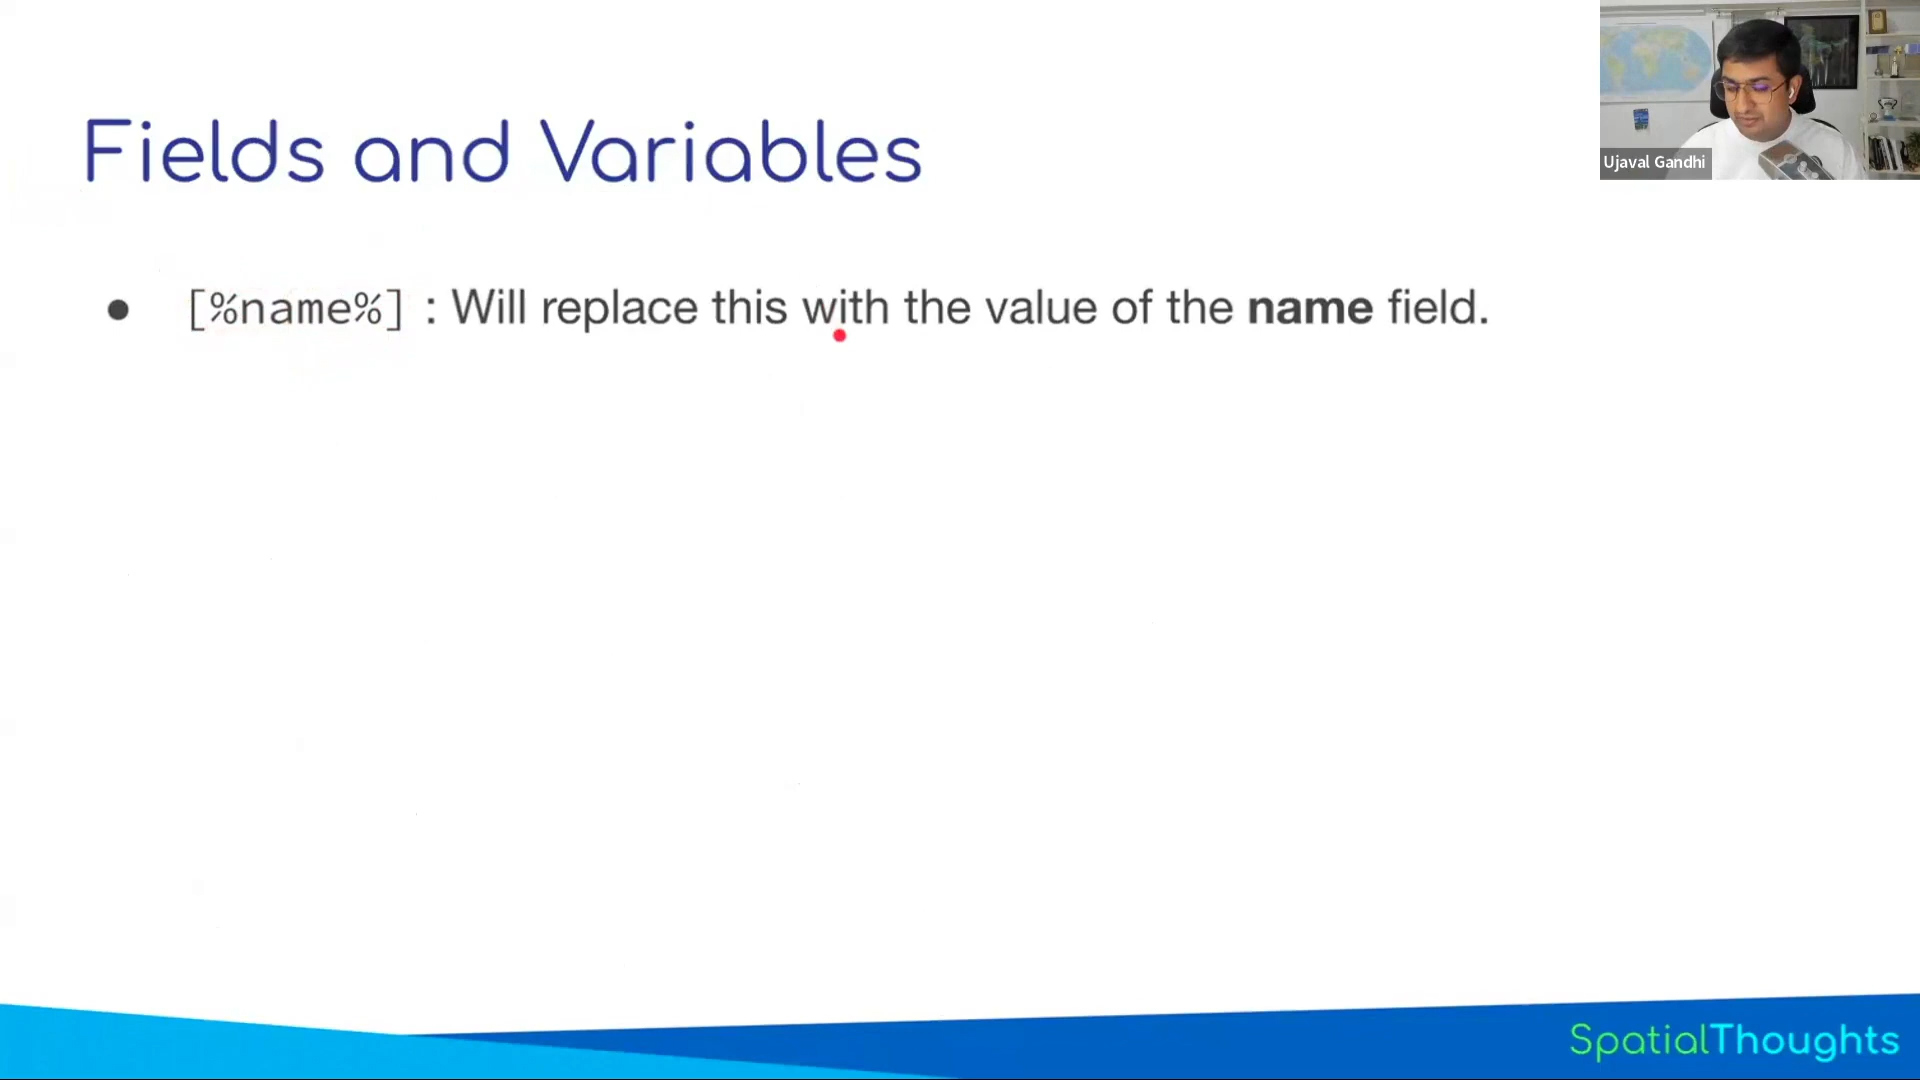 Fields and Variables
Ujaval Gandhi
● [%name%] : Will replace this with the value of the name field.
SpatialThoughts